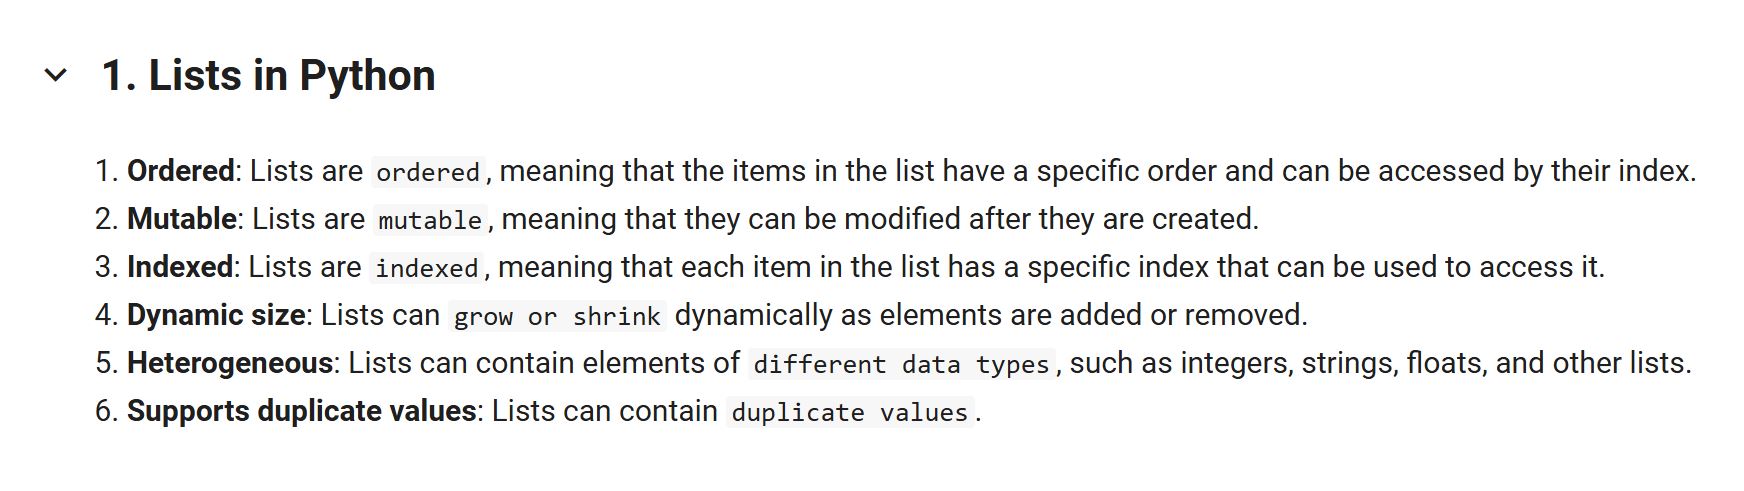 1. Lists in Python
1. Ordered: Lists are ordered, meaning that the items in the list have a specific order and can be accessed by their index.
2. Mutable: Lists are mutable, meaning that they can be modified after they are created.
3. Indexed: Lists are indexed, meaning that each item in the list has a specific index that can be used to access it.
4. Dynamic size: Lists can grow or shrink dynamically as elements are added or removed.
5. Heterogeneous: Lists can contain elements of different data types, such as integers, strings, floats, and other lists.
6. Supports duplicate values: Lists can contain duplicate values.